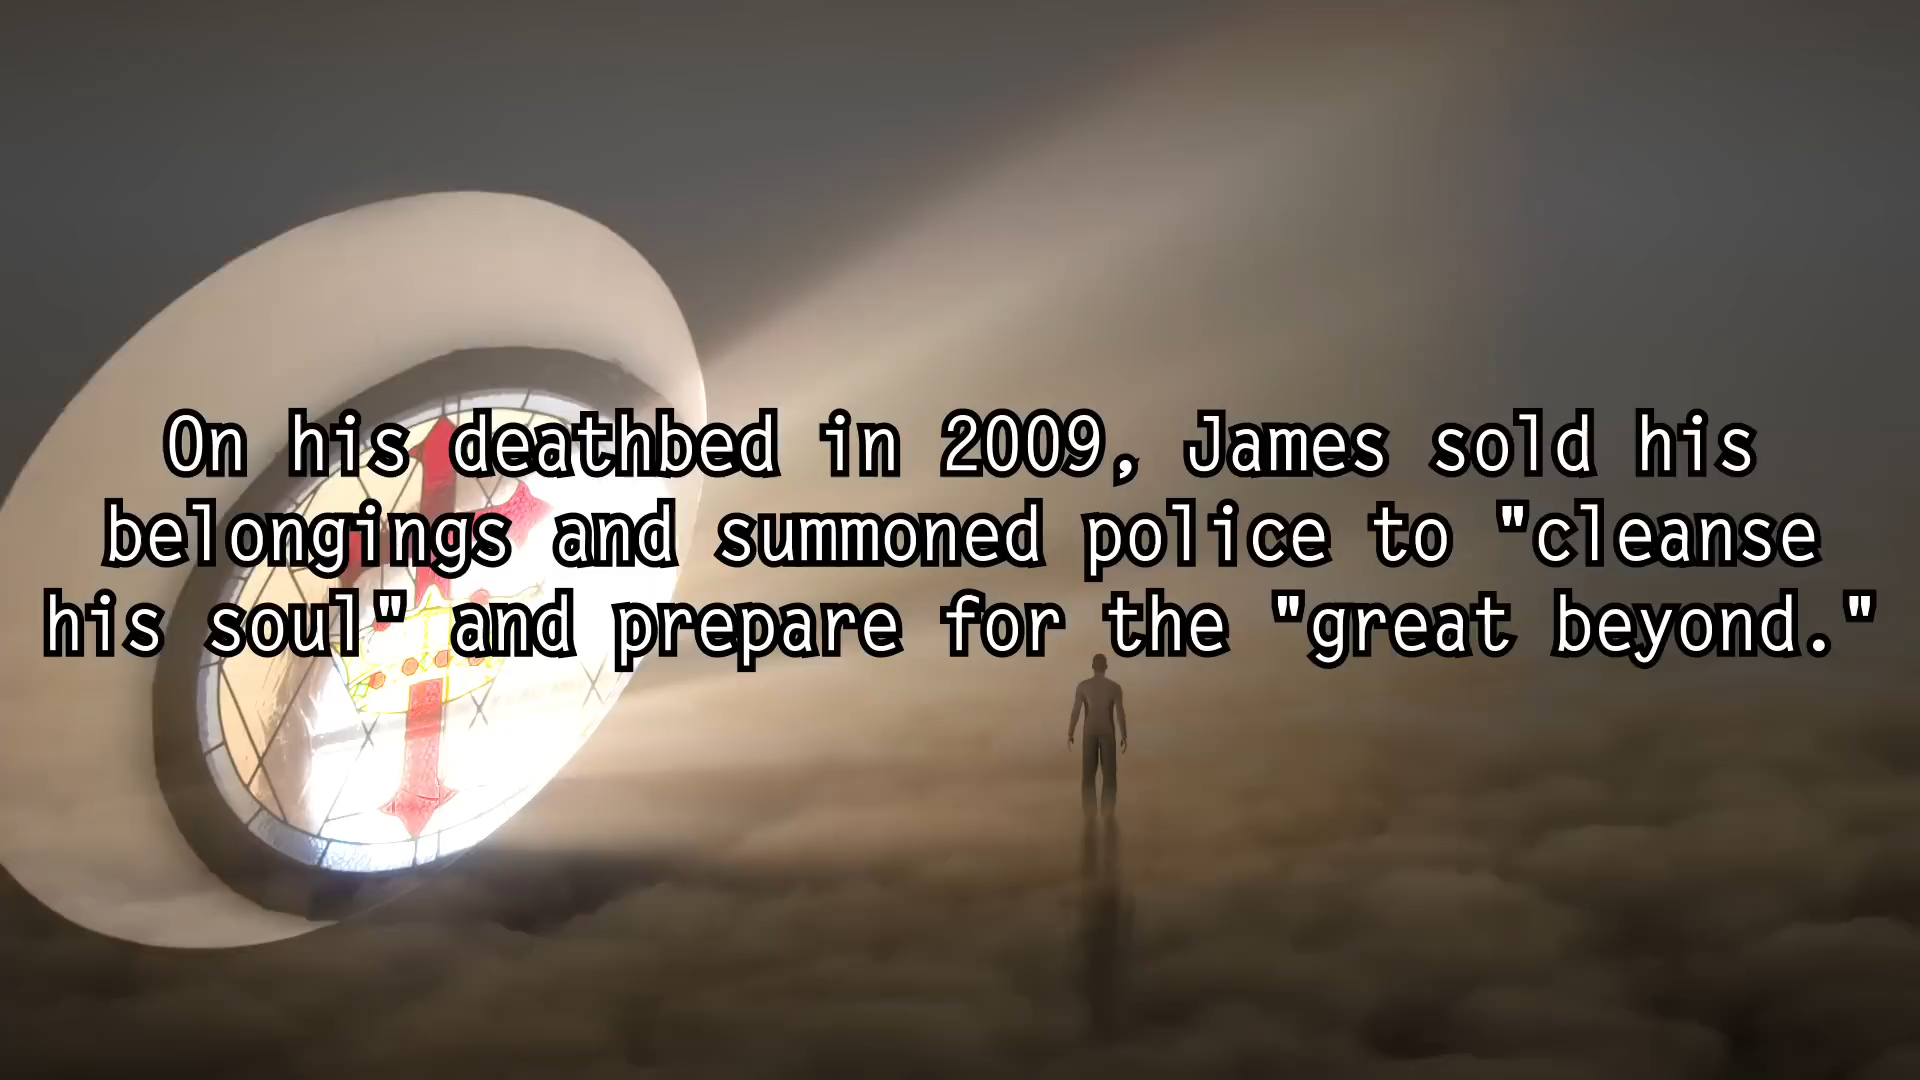 On his deathbed in 2009, James sold his
belongings and summoned police to "cleanse
his soul" and prepare for the "great beyond."